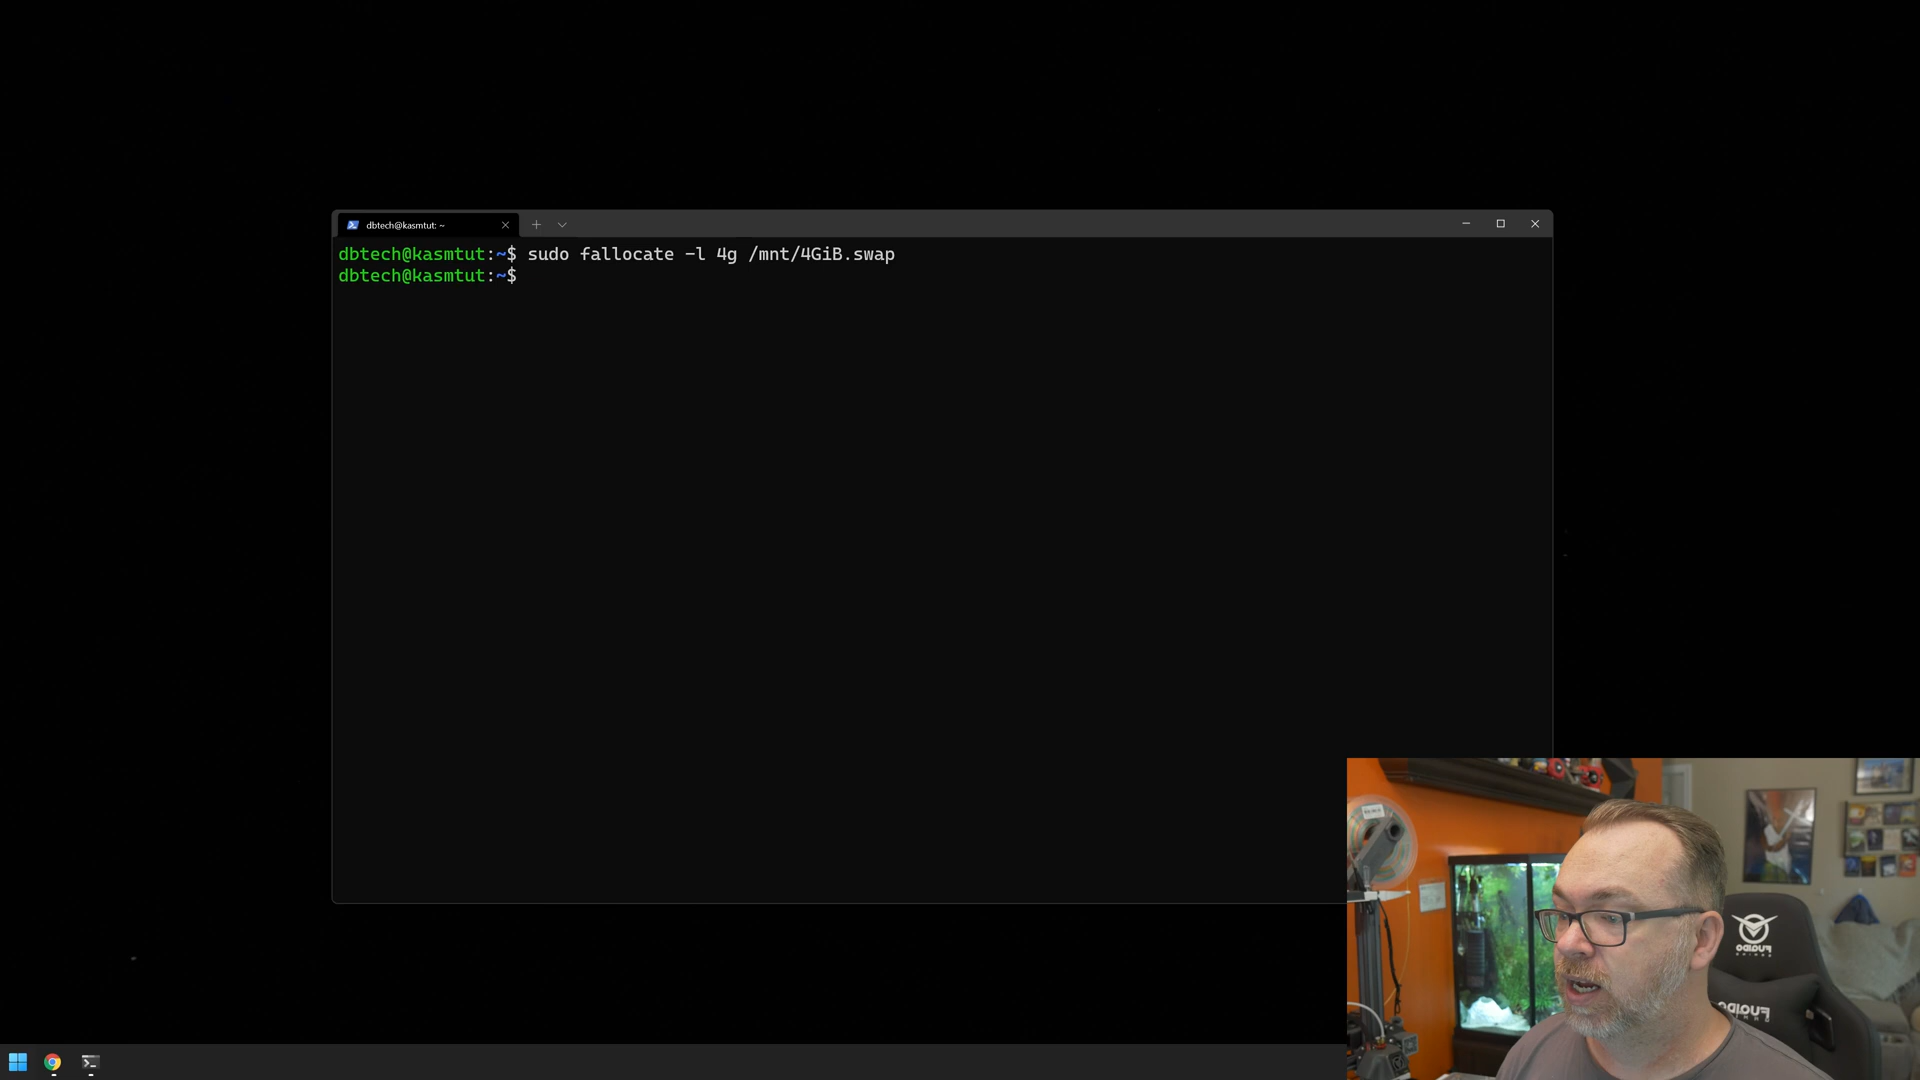 dbtech@kasmtut: ~
dbtech@kasmtut:~$ sudo fallocate -l 4g /mnt/4GiB.swap
dbtech@kasmtut:~$